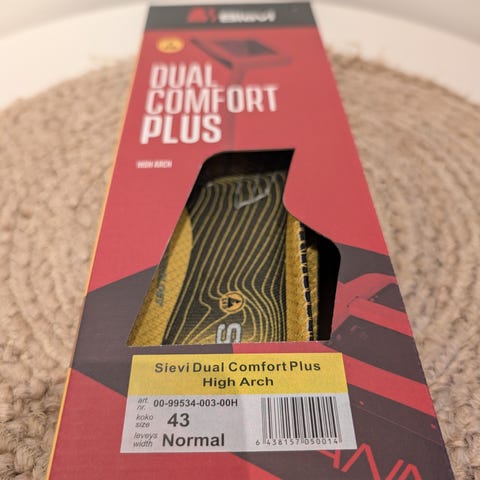 Sievi
DUAL
COMFORT
PLUS
HIGH ARCH
S
Sievi Dual Comfort Plus
High Arch
art. nr. 00-99534-003-00H
koko size 43
leveys width Normal
6 438157 050014